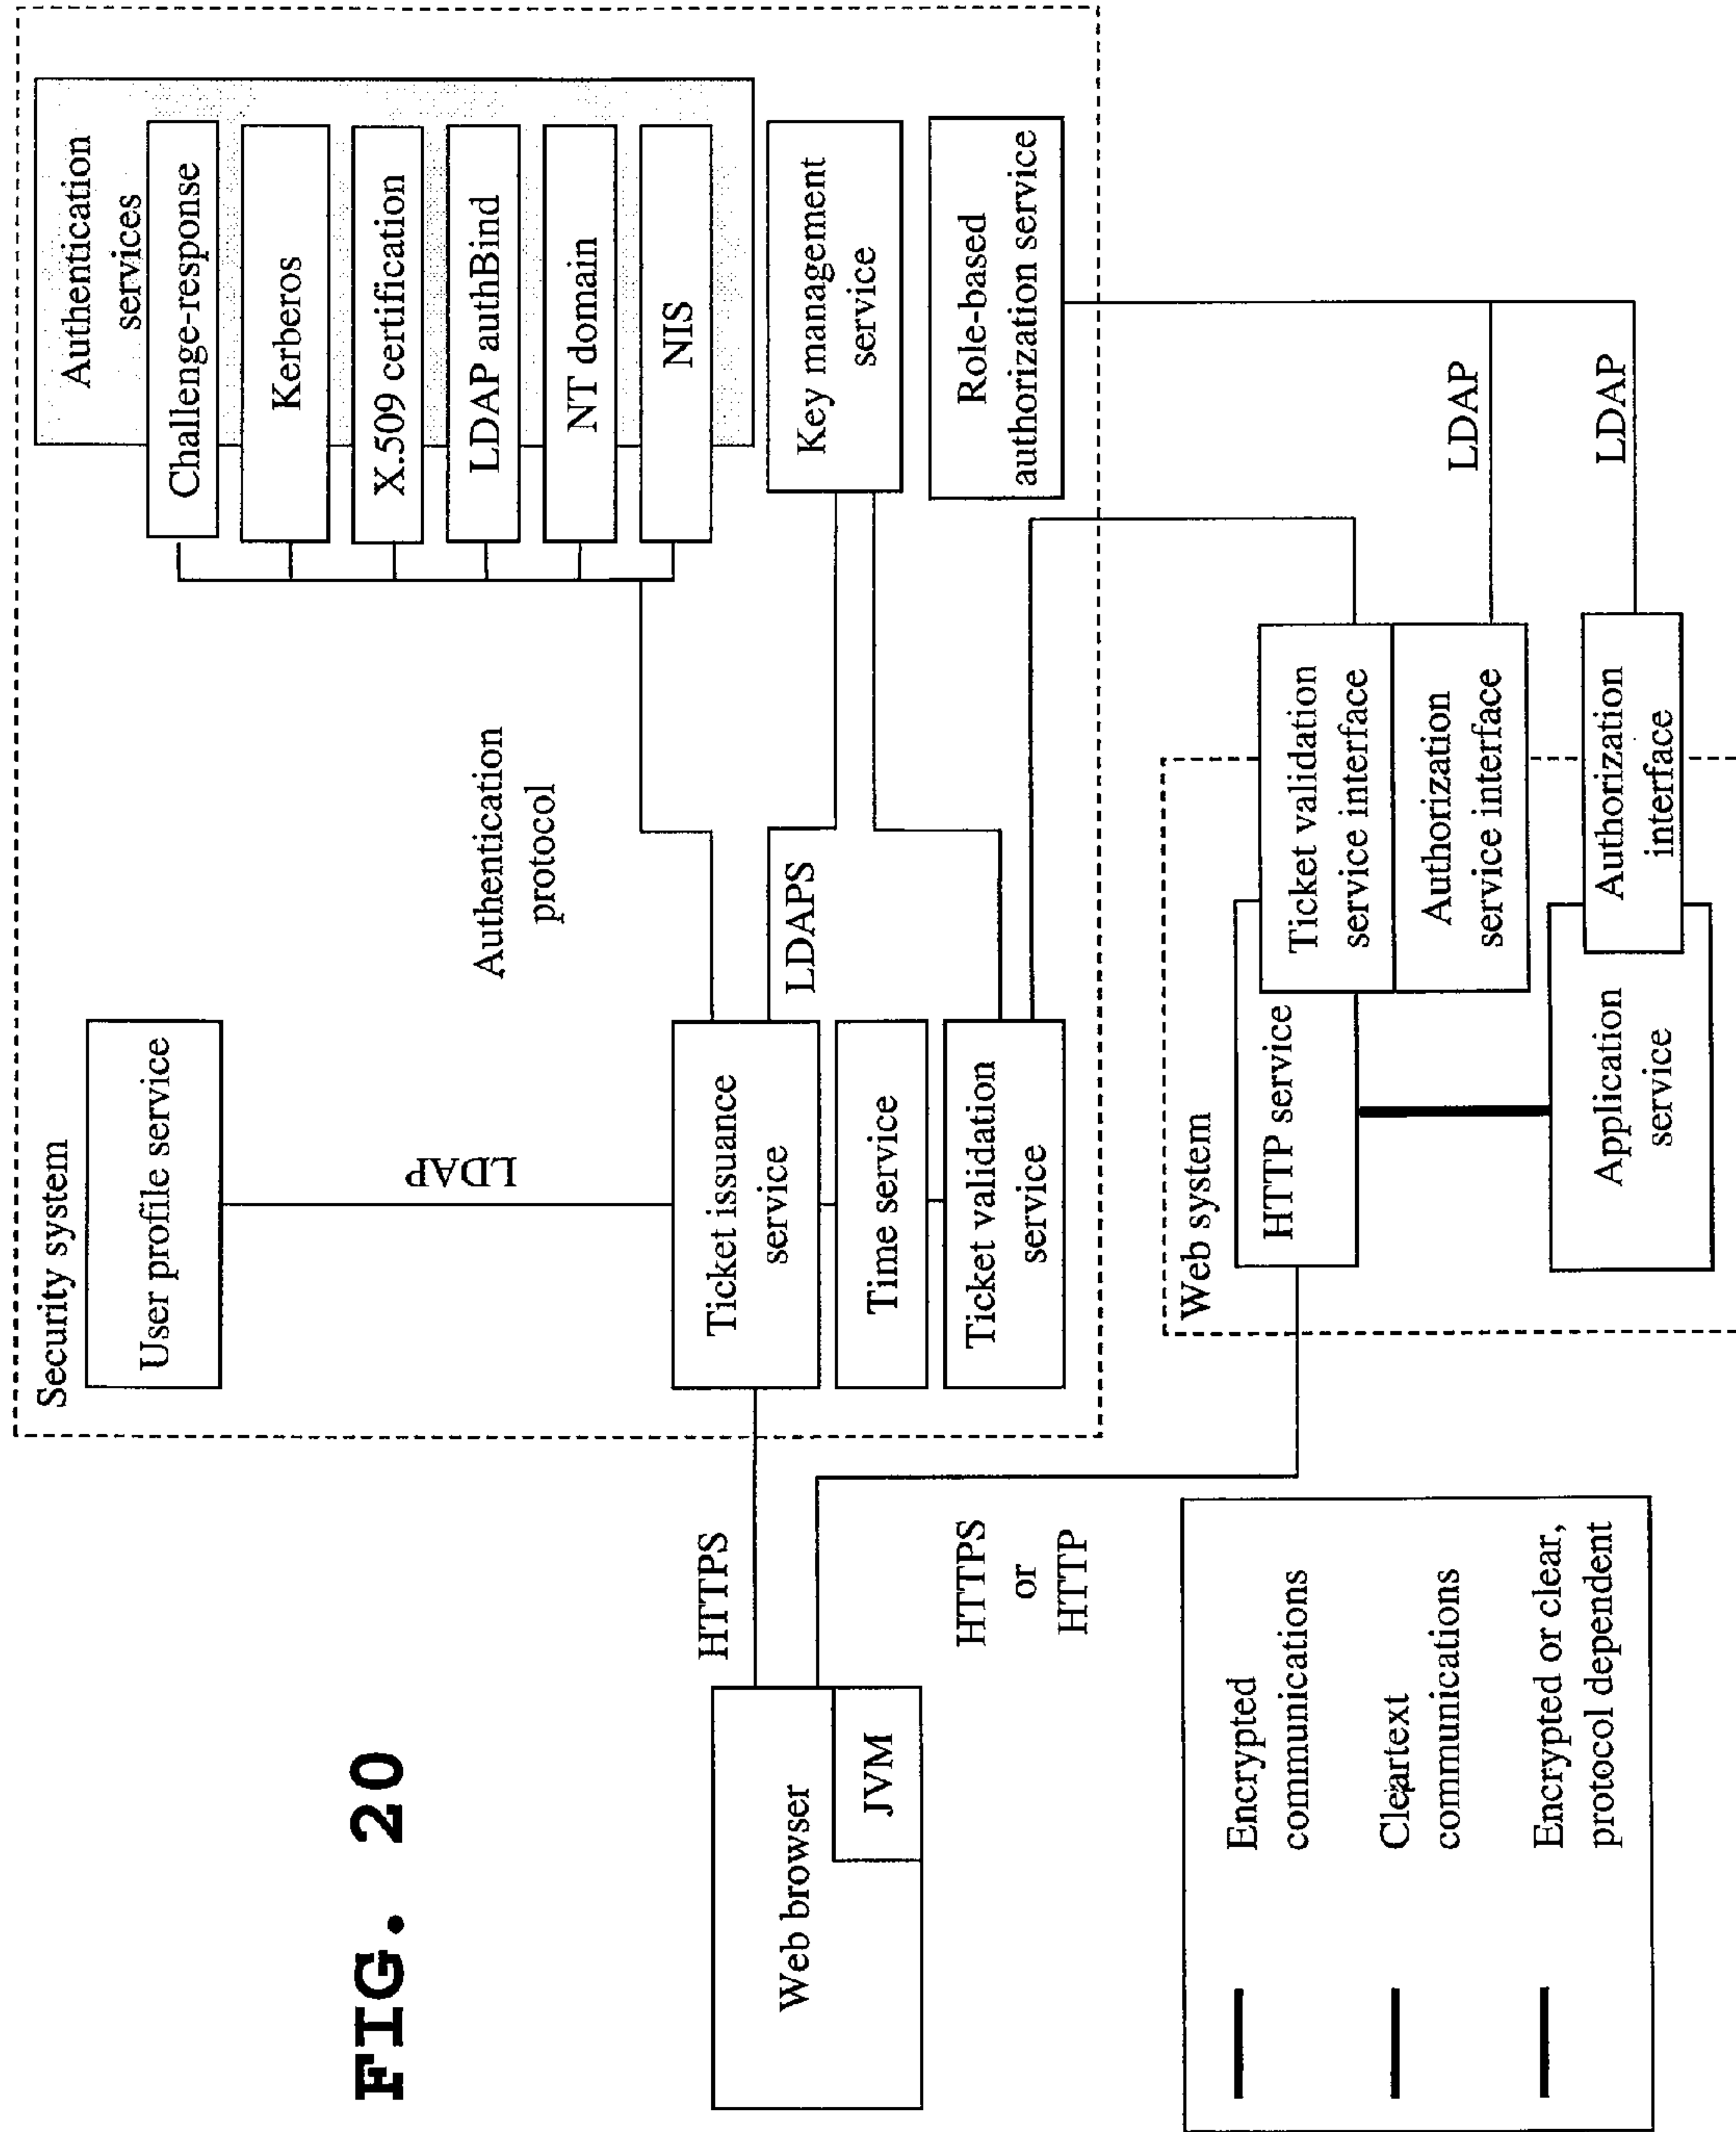 FIG. 20
Security system
User profile service
LDAP
Authentication
protocol
Authentication
services
Challenge-response
Kerberos
X.509 certification
LDAP authBind
NT domain
NIS
Ticket issuance
service
LDAPS
Time service
Ticket validation
service
Key management
service
Role-based
authorization service
Web browser
JVM
HTTPS
HTTPS
or
HTTP
Web system
HTTP service
Ticket validation
service interface
Authorization
service interface
LDAP
Application
service
Authorization
interface
LDAP
Encrypted
communications
Cleartext
communications
Encrypted or clear,
protocol dependent